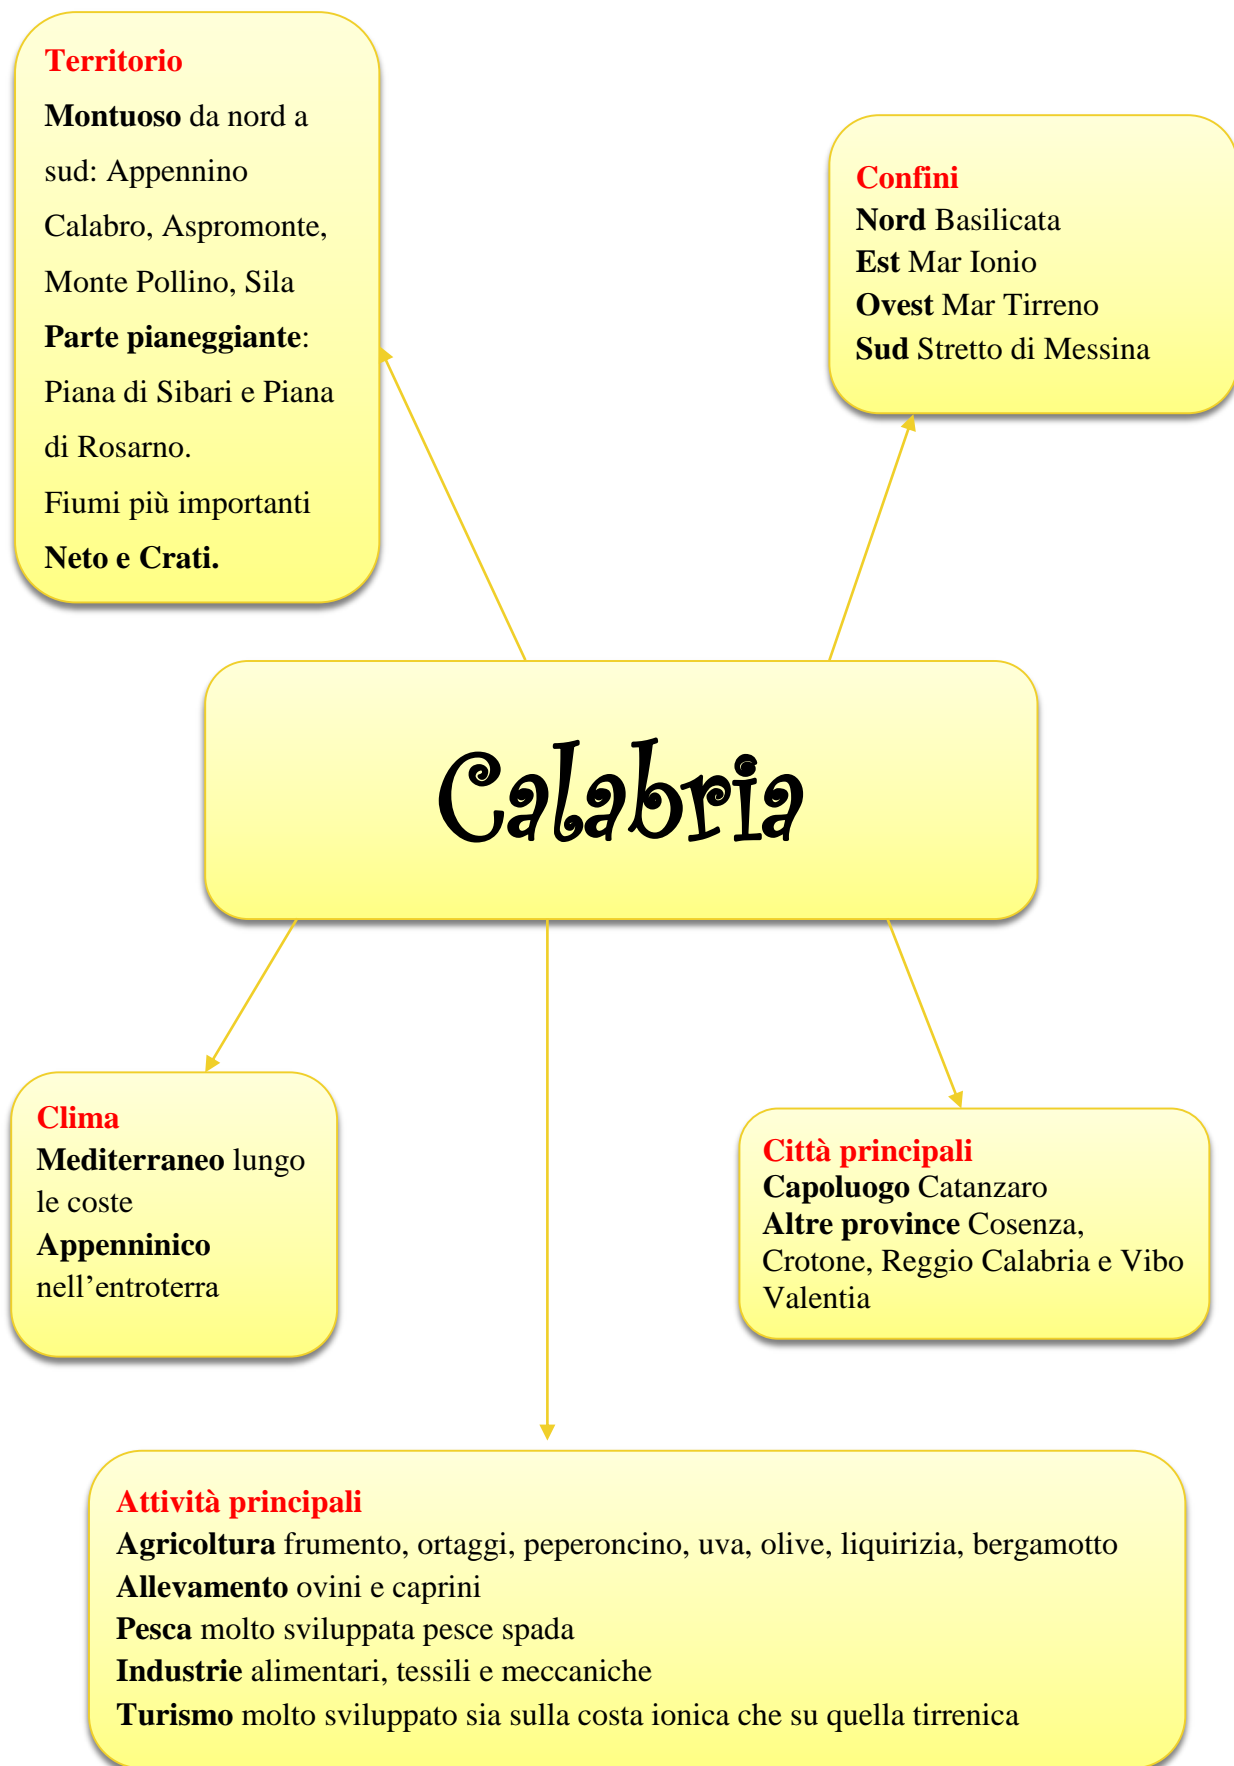 Territorio
Montuoso da nord a
sud: Appennino
Calabro, Aspromonte,
Monte Pollino, Sila
Parte pianeggiante:
Piana di Sibari e Piana
di Rosarno.
Fiumi più importanti
Neto e Crati.
Confini
Nord Basilicata
Est Mar Ionio
Ovest Mar Tirreno
Sud Stretto di Messina
Calabria
Clima
Mediterraneo lungo
le coste
Appenninico
nell’entroterra
Città principali
Capoluogo Catanzaro
Altre province Cosenza,
Crotone, Reggio Calabria e Vibo
Valentia
Attività principali
Agricoltura frumento, ortaggi, peperoncino, uva, olive, liquirizia, bergamotto
Allevamento ovini e caprini
Pesca molto sviluppata pesce spada
Industrie alimentari, tessili e meccaniche
Turismo molto sviluppato sia sulla costa ionica che su quella tirrenica